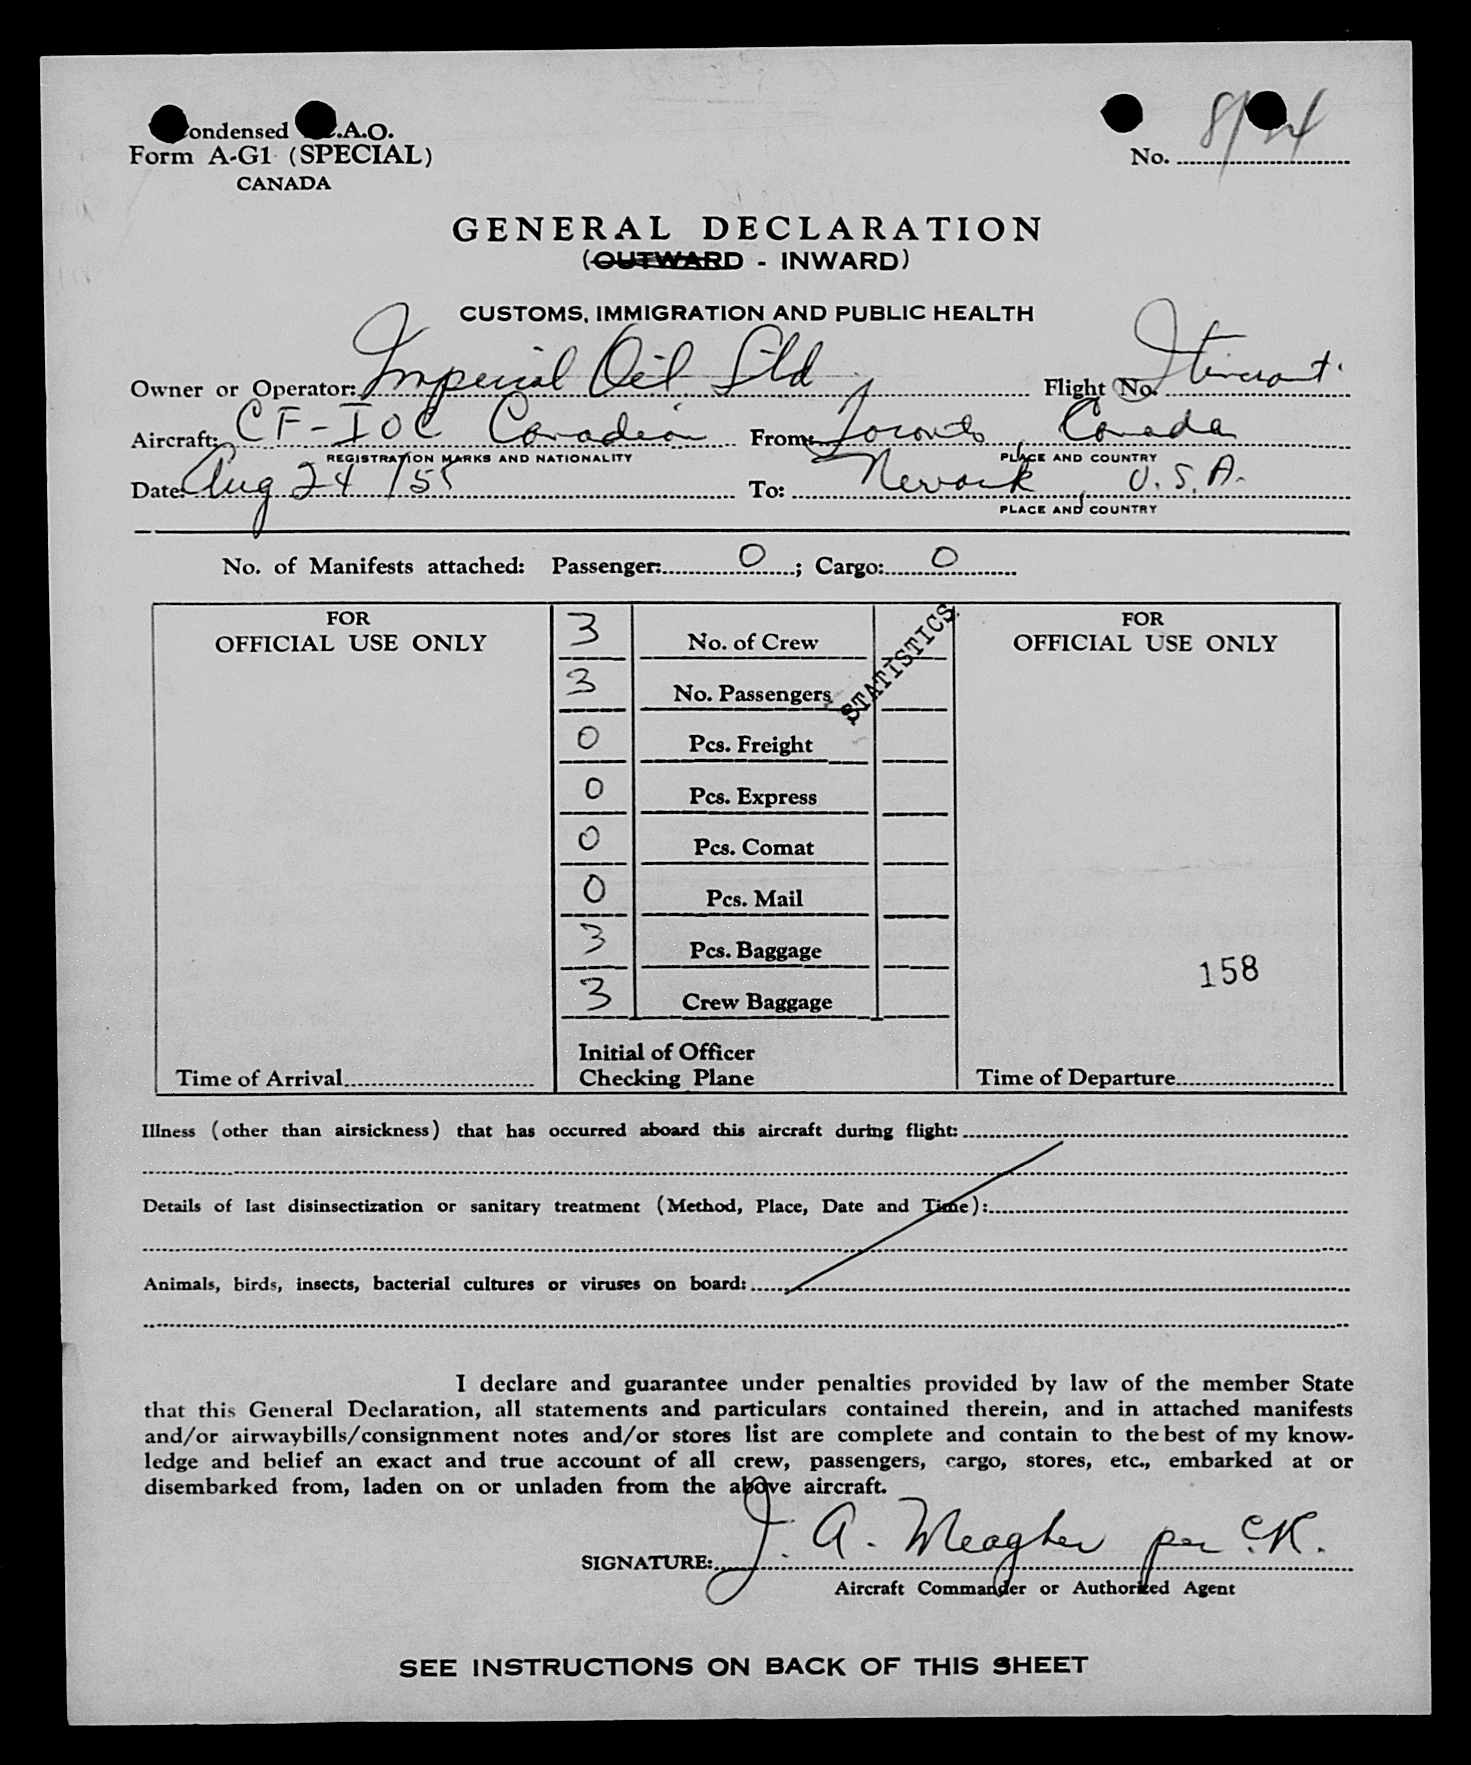 Condensed I.C.A.O. 
Form A-G1 (SPECIAL)
CANADA
No. 8/24
GENERAL DECLARATION
(OUTWARD - INWARD)
CUSTOMS, IMMIGRATION AND PUBLIC HEALTH
Owner or Operator: Imperial Oil Ltd Flight No. Itinerant
Aircraft: CF-IOC Canadian From: Toronto, Canada
REGISTRATION MARKS AND NATIONALITY PLACE AND COUNTRY
Date: Aug 24/55 To: Newark, U.S.A.
PLACE AND COUNTRY
No. of Manifests attached: Passenger: 0; Cargo: 0
FOR
OFFICIAL USE ONLY
3 No. of Crew
3 No. Passengers
0 Pcs. Freight
0 Pcs. Express
0 Pcs. Comat
0 Pcs. Mail
3 Pcs. Baggage
3 Crew Baggage
STATISTICS
FOR
OFFICIAL USE ONLY
158
Time of Arrival
Initial of Officer
Checking Plane
Time of Departure
Illness (other than airsickness) that has occurred aboard this aircraft during flight:
Details of last disinsectization or sanitary treatment (Method, Place, Date and Time):
Animals, birds, insects, bacterial cultures or viruses on board:
I declare and guarantee under penalties provided by law of the member State
that this General Declaration, all statements and particulars contained therein, and in attached manifests
and/or airwaybills/consignment notes and/or stores list are complete and contain to the best of my know-
ledge and belief an exact and true account of all crew, passengers, cargo, stores, etc., embarked at or
disembarked from, laden on or unladen from the above aircraft.
SIGNATURE: J. A. Meagher per C.K.
Aircraft Commander or Authorized Agent
SEE INSTRUCTIONS ON BACK OF THIS SHEET